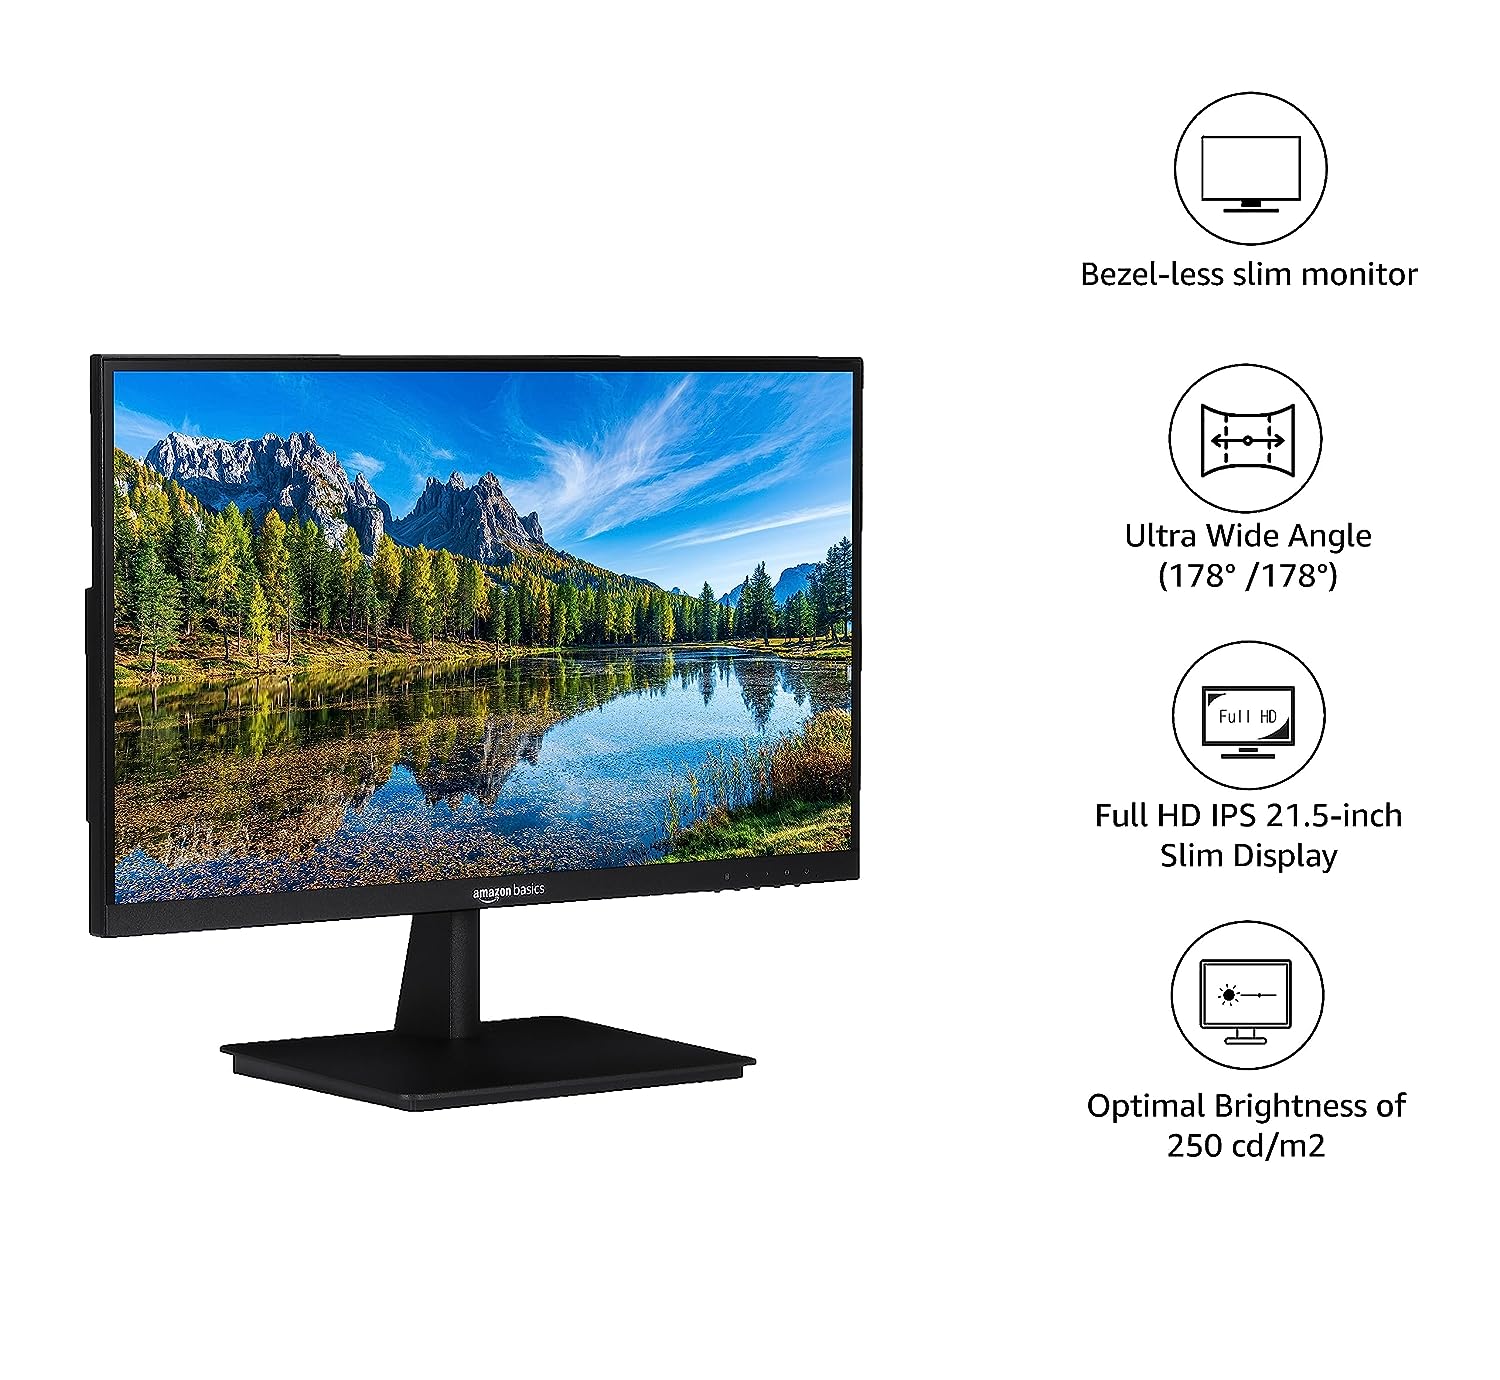 Bezel-less slim monitor
Ultra Wide Angle
(178° /178°)
Full HD
Full HD IPS 21.5-inch
Slim Display
Optimal Brightness of
250 cd/m2
amazon basics